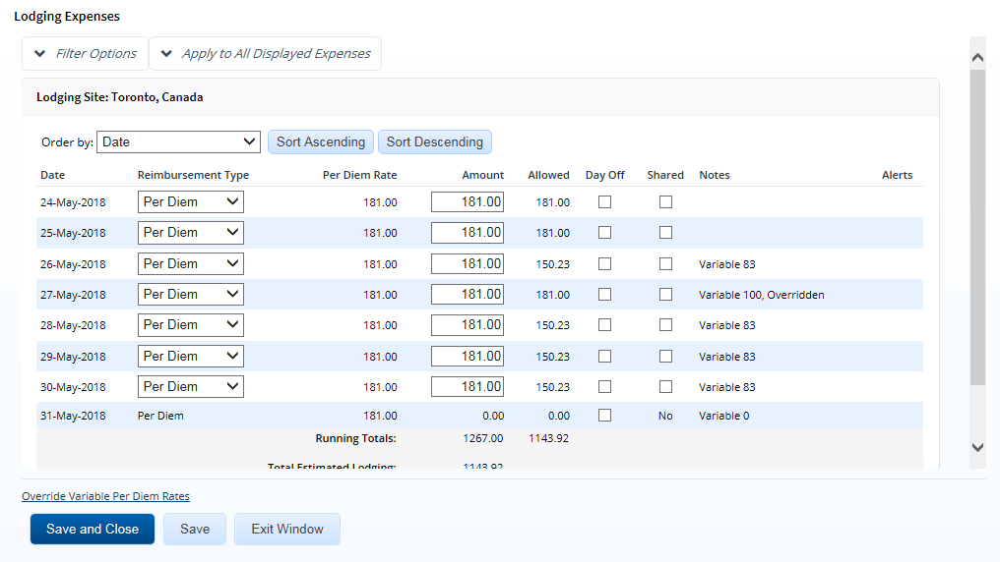 Lodging Expenses
Filter Options Apply to All Displayed Expenses
Lodging Site: Toronto, Canada
Order by: Date Sort Ascending Sort Descending
Date Reimbursement Type Per Diem Rate Amount Allowed Day Off Shared Notes Alerts
24-May-2018 Per Diem 181.00 181.00 181.00
25-May-2018 Per Diem 181.00 181.00 181.00
26-May-2018 Per Diem 181.00 181.00 150.23 Variable 83
27-May-2018 Per Diem 181.00 181.00 181.00 Variable 100, Overridden
28-May-2018 Per Diem 181.00 181.00 150.23 Variable 83
29-May-2018 Per Diem 181.00 181.00 150.23 Variable 83
30-May-2018 Per Diem 181.00 181.00 150.23 Variable 83
31-May-2018 Per Diem 181.00 0.00 0.00 No Variable 0
Running Totals: 1267.00 1143.92
Total Estimated Lodging: 1143.92
Override Variable Per Diem Rates
Save and Close Save Exit Window